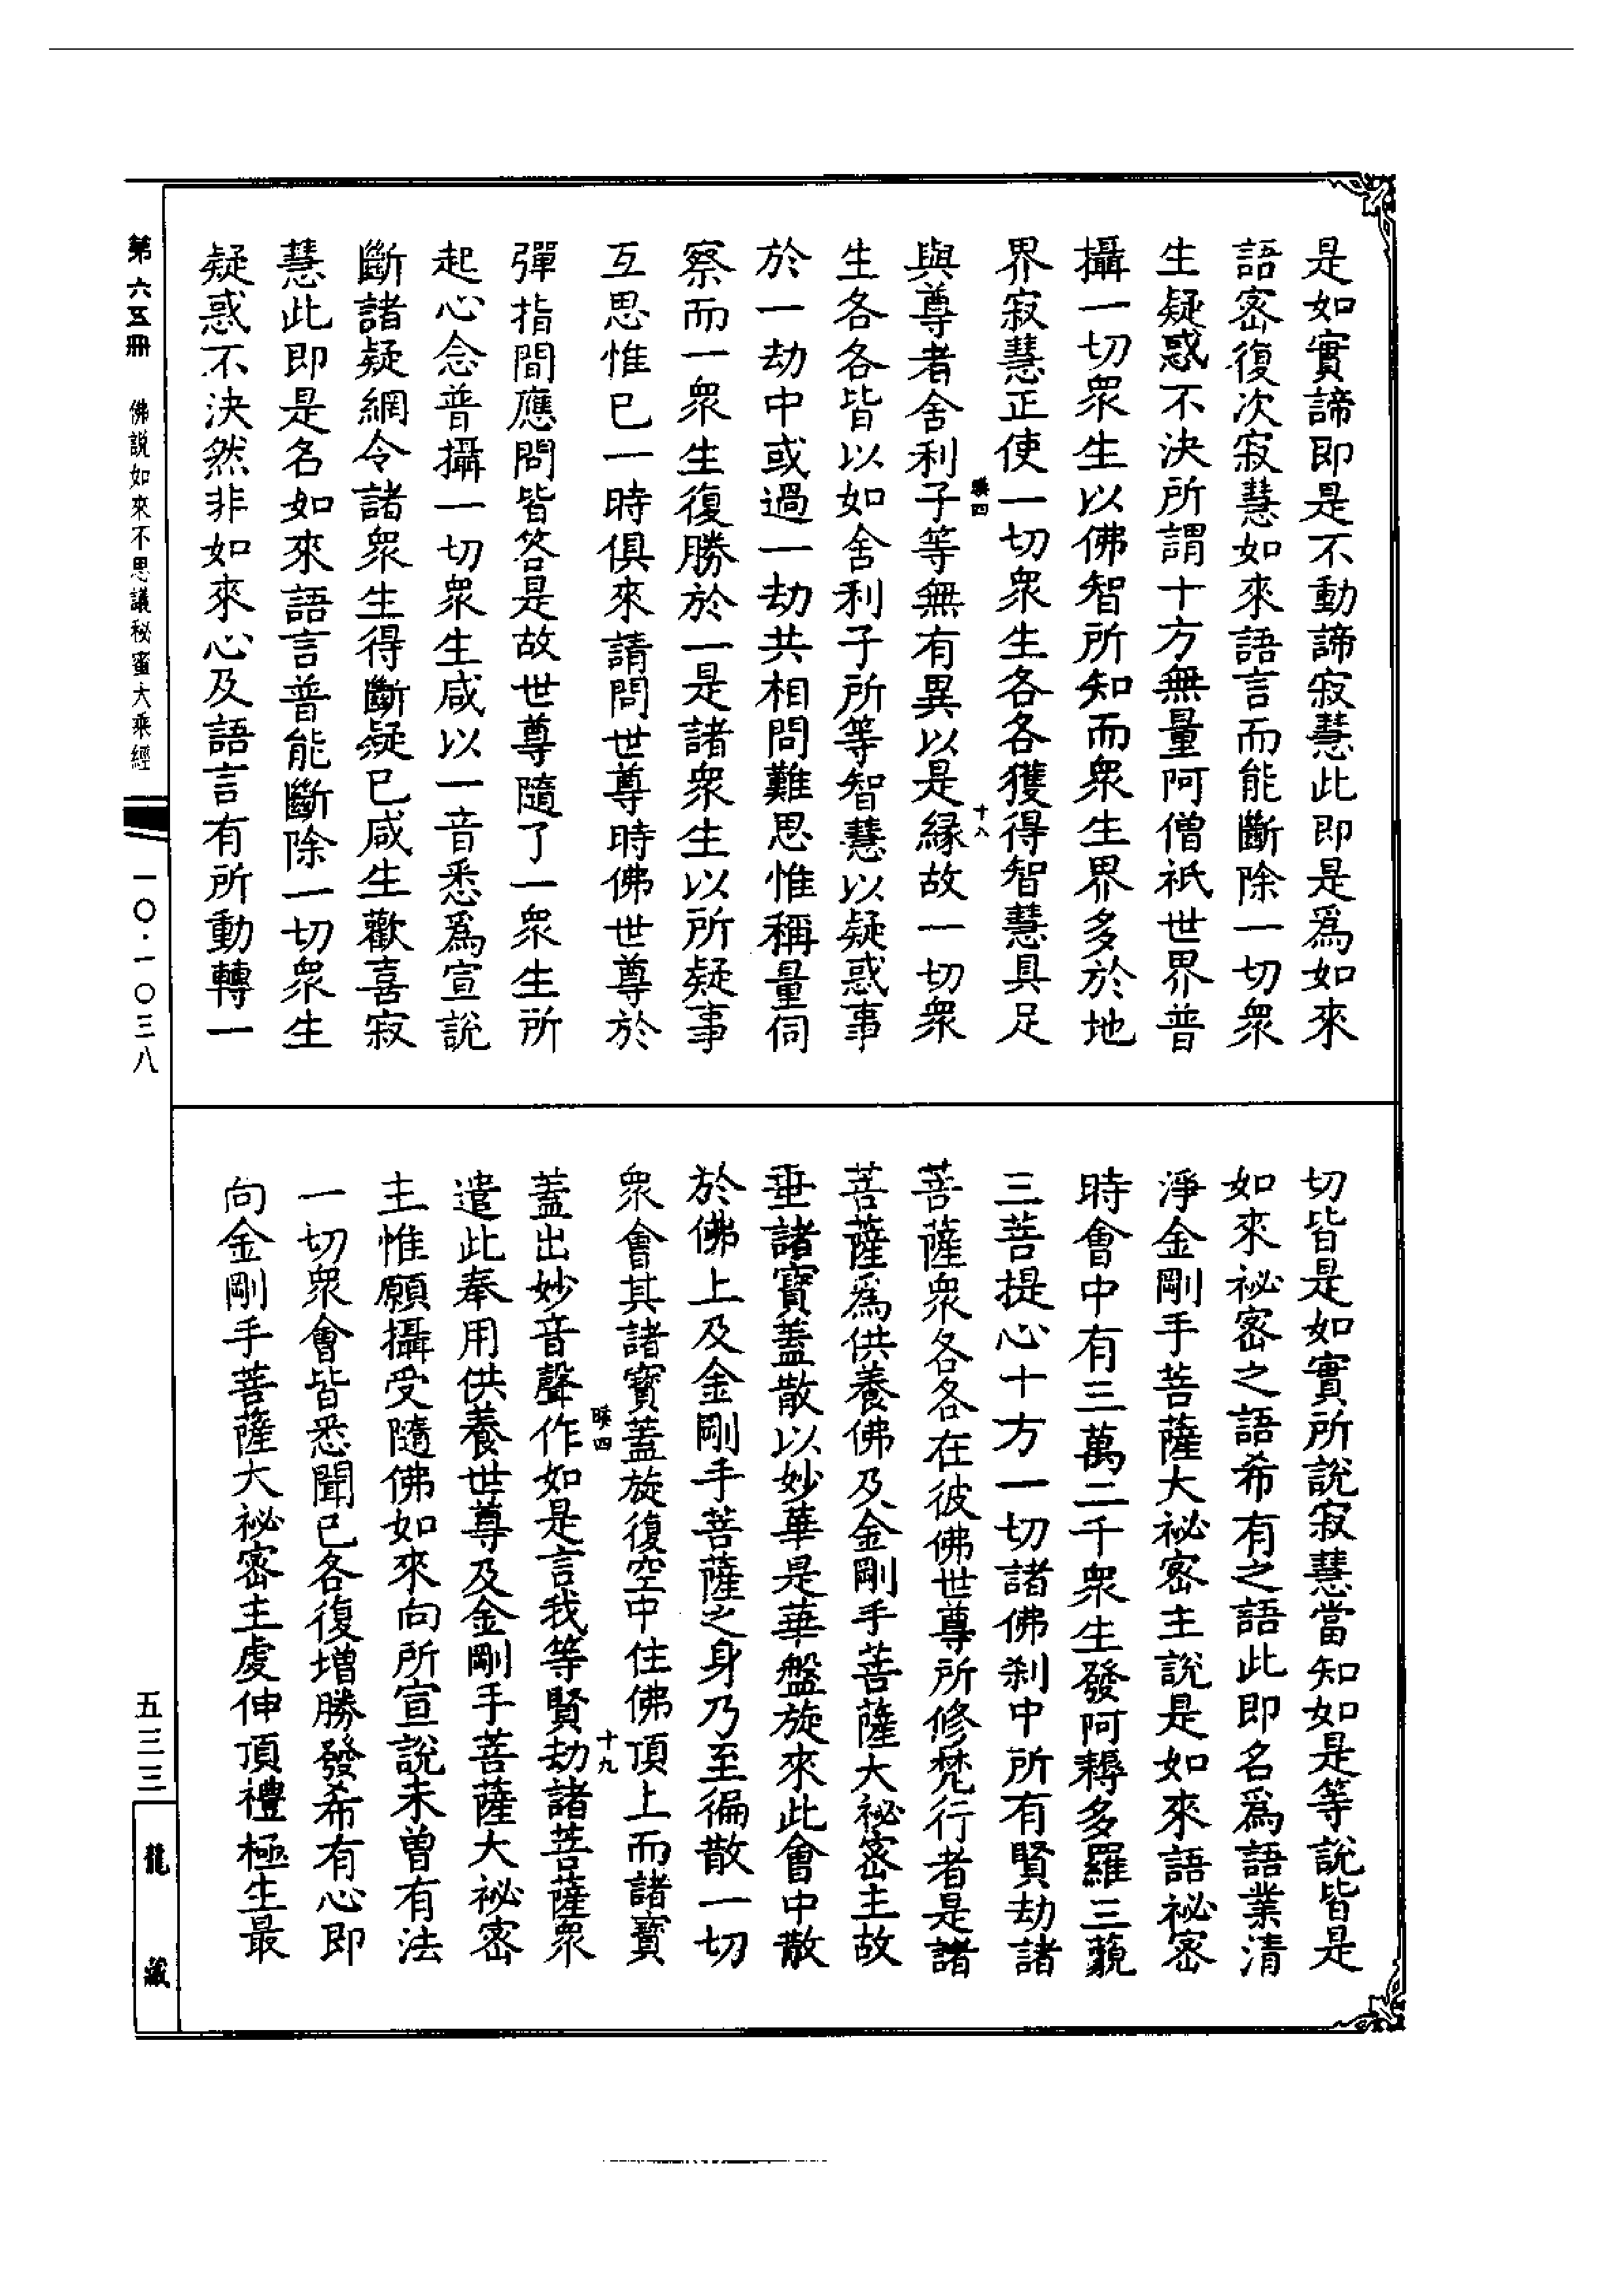 是如實諦即是不動諦寂慧此即是爲如來
語密復次寂慧如來語言而能斷除一切衆
生疑惑不決所謂十方無量阿僧祇世界普
攝一切衆生以佛智所知而衆生界多於地
界寂慧正使一切衆生各各獲得智慧具足
四
十八
與尊者舍利子等無有異以是緣故一切衆
生各各皆以如舍利子所等智慧以疑惑事
於一劫中或過一劫共相問難思惟稱量伺
察而一衆生復勝於一是諸衆生以所疑事
互思惟已一時俱來請問世尊時佛世尊於
彈指間應問皆答是故世尊隨了一衆生所
起心念普攝一切衆生咸以一音悉爲宣說
斷諸疑網令諸衆生得斷疑已咸生歡喜寂
慧此即是名如來語言普能斷除一切衆生
疑惑不決然非如來心及語言有所動轉一
切皆是如實所說寂慧當知如是等說皆是
如來祕密之語希有之語此即名爲語業清
淨金剛手菩薩大祕密主說是如來語祕密
時會中有三萬二千衆生發阿耨多羅三藐
三菩提心十方一切諸佛剎中所有賢劫諸
菩薩衆各各在彼佛世尊所修梵行者是諸
菩薩爲供養佛及金剛手菩薩大祕密主故
垂諸寶蓋散以妙華是華盤旋來此會中散
於佛上及金剛手菩薩之身乃至徧散一切
衆會其諸寶蓋旋復空中住佛頂上而諸寶
四
十九
蓋出妙音聲作如是言我等賢劫諸菩薩衆
遣此奉用供養世尊及金剛手菩薩大祕密
主惟願攝受隨佛如來向所宣說未曾有法
一切衆會皆悉聞已各復增勝發希有心即
向金剛手菩薩大祕密主虔伸頂禮極生最
第六五冊 佛說如來不思議秘蜜大乘經
一〇·一〇三八
五三三
龍藏